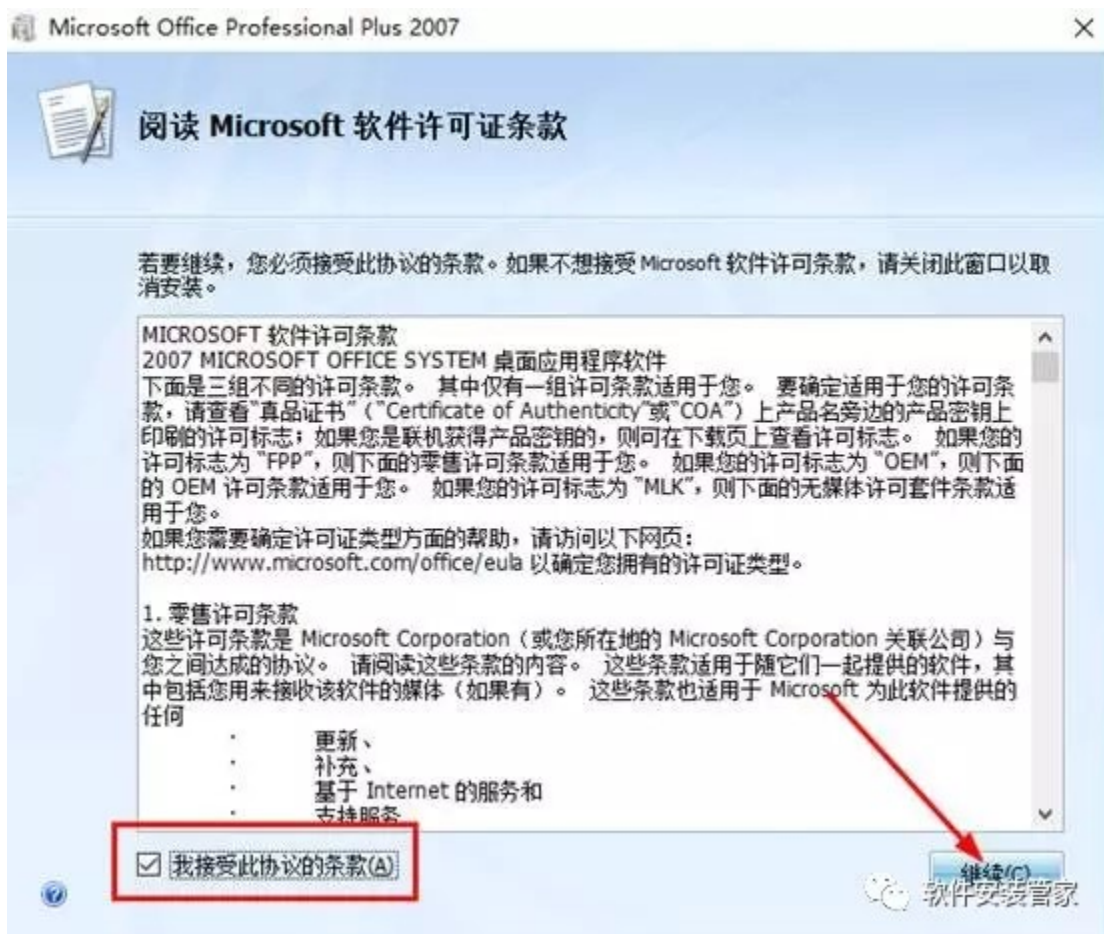 Microsoft Office Professional Plus 2007
阅读 Microsoft 软件许可证条款
若要继续，您必须接受此协议的条款。如果不想接受 Microsoft 软件许可条款，请关闭此窗口以取
消安装。
MICROSOFT 软件许可条款
2007 MICROSOFT OFFICE SYSTEM 桌面应用程序软件
下面是三组不同的许可条款。 其中仅有一组许可条款适用于您。 要确定适用于您的许可条
款，请查看“真品证书”（“Certificate of Authenticity”或“COA”）上产品名旁边的产品密钥上
印刷的许可标志；如果您是联机获得产品密钥的，则可在下载页上查看许可标志。 如果您的
许可标志为“FPP”，则下面的零售许可条款适用于您。 如果您的许可标志为“OEM”，则下面
的 OEM 许可条款适用于您。 如果您的许可标志为“MLK”，则下面的无媒体许可套件条款适
用于您。
如果您需要确定许可证类型方面的帮助，请访问以下网页：
http://www.microsoft.com/office/eula 以确定您拥有的许可证类型。
1. 零售许可条款
这些许可条款是 Microsoft Corporation（或您所在地的 Microsoft Corporation 关联公司）与
您之间达成的协议。 请阅读这些条款的内容。 这些条款适用于随它们一起提供的软件，其
中包括您用来接收该软件的媒体（如果有）。 这些条款也适用于 Microsoft 为此软件提供的
任何
· 更新、
· 补充、
· 基于 Internet 的服务和
· 支持服务
我接受此协议的条款(A)
继续(C)
软件安装管家